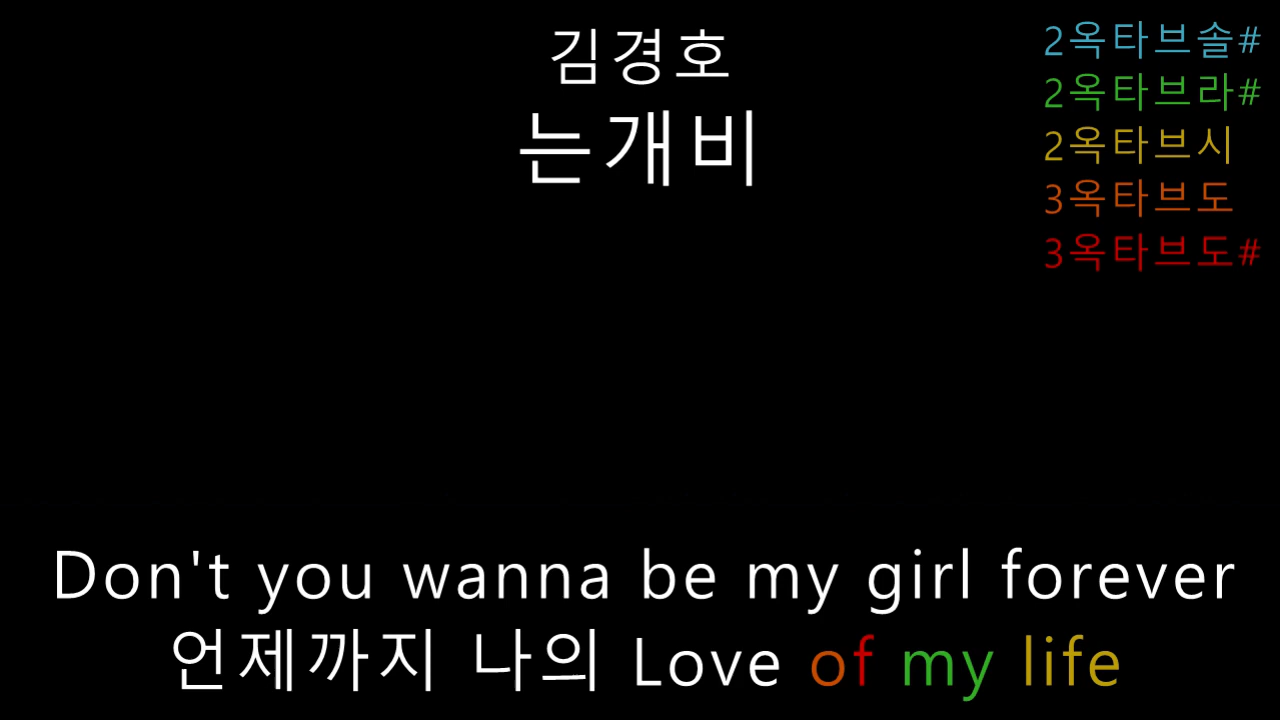 김경호
는개비
2옥타브솔#
2옥타브라#
2옥타브시
3옥타브도
3옥타브도#
Don't you wanna be my girl forever
언제까지 나의 Love of my life